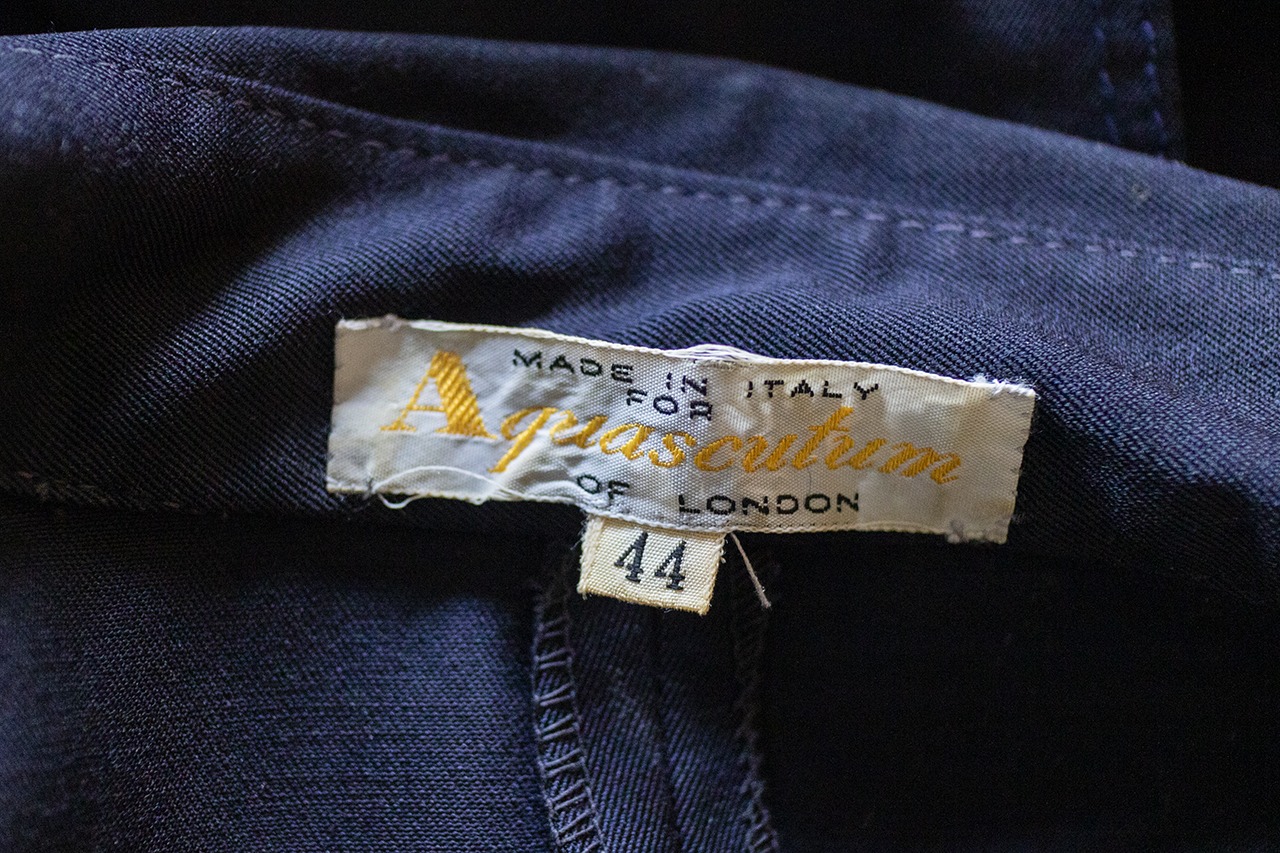 MADE IN ITALY
FOR
Aquascutum
OF LONDON
44